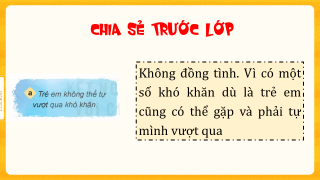 CHIA SẺ TRƯỚC LỚP
a Trẻ em không thể tự
vượt qua khó khăn.
Không đồng tình. Vì có một
số khó khăn dù là trẻ em
cũng có thể gặp và phải tự
mình vượt qua